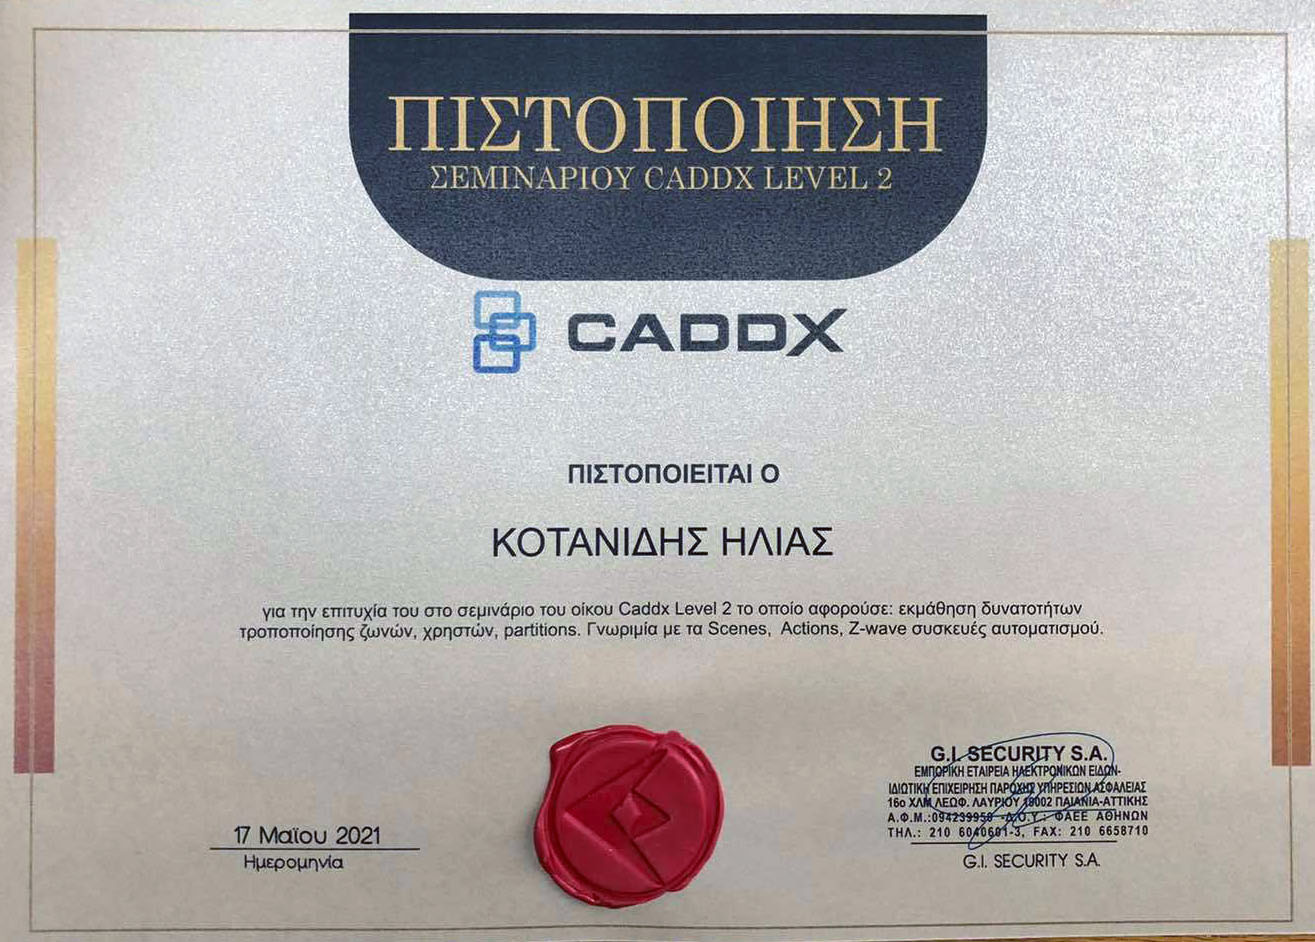 ΠΙΣΤΟΠΟΙΗΣΗ
ΣΕΜΙΝΑΡΙΟΥ CADDX LEVEL 2
CADDX
ΠΙΣΤΟΠΟΙΕΙΤΑΙ Ο
ΚΟΤΑΝΙΔΗΣ ΗΛΙΑΣ
για την επιτυχία του στο σεμινάριο του οίκου Caddx Level 2 το οποίο αφορούσε: εκμάθηση δυνατοτήτων
τροποποίησης ζωνών, χρηστών, partitions. Γνωριμία με τα Scenes, Actions, Z-wave συσκευές αυτοματισμού.
17 Μαΐου 2021
Ημερομηνία
G.I. SECURITY S.A.
ΕΜΠΟΡΙΚΗ ΕΤΑΙΡΕΙΑ ΗΛΕΚΤΡΟΝΙΚΩΝ ΕΙΔΩΝ-
ΙΔΙΩΤΙΚΗ ΕΠΙΧΕΙΡΗΣΗ ΠΑΡΟΧΗΣ ΥΠΗΡΕΣΙΩΝ ΑΣΦΑΛΕΙΑΣ
16ο ΧΛΜ ΛΕΩΦ. ΛΑΥΡΙΟΥ 19002 ΠΑΙΑΝΙΑ-ΑΤΤΙΚΗΣ
Α.Φ.Μ.:094239950 -Δ.Ο.Υ.: ΦΑΕΕ ΑΘΗΝΩΝ
ΤΗΛ.: 210 6040601-3, FAX: 210 6658710
G.I. SECURITY S.A.